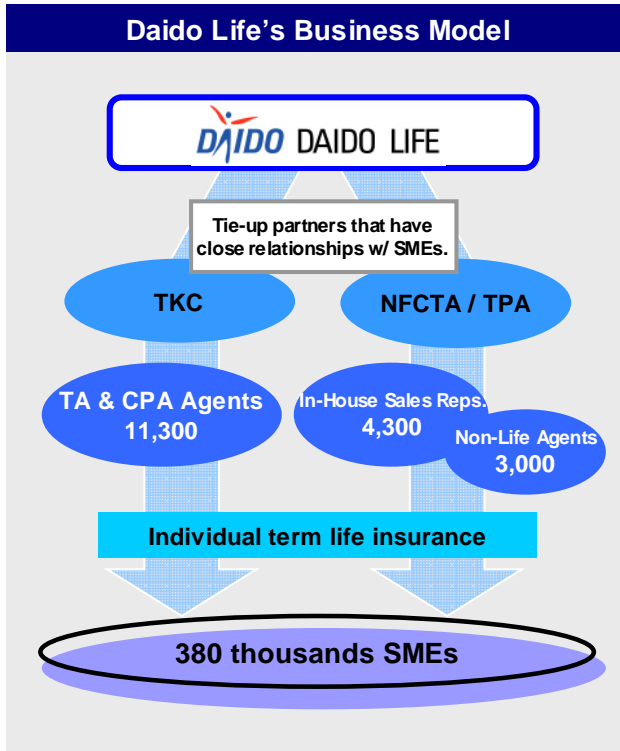 Daido Life's Business Model
DAIDO DAIDO LIFE
Tie-up partners that have
close relationships w/ SMEs.
TKC
NFCTA / TPA
TA & CPA Agents
11,300
In-House Sales Reps.
4,300
Non-Life Agents
3,000
Individual term life insurance
380 thousands SMEs